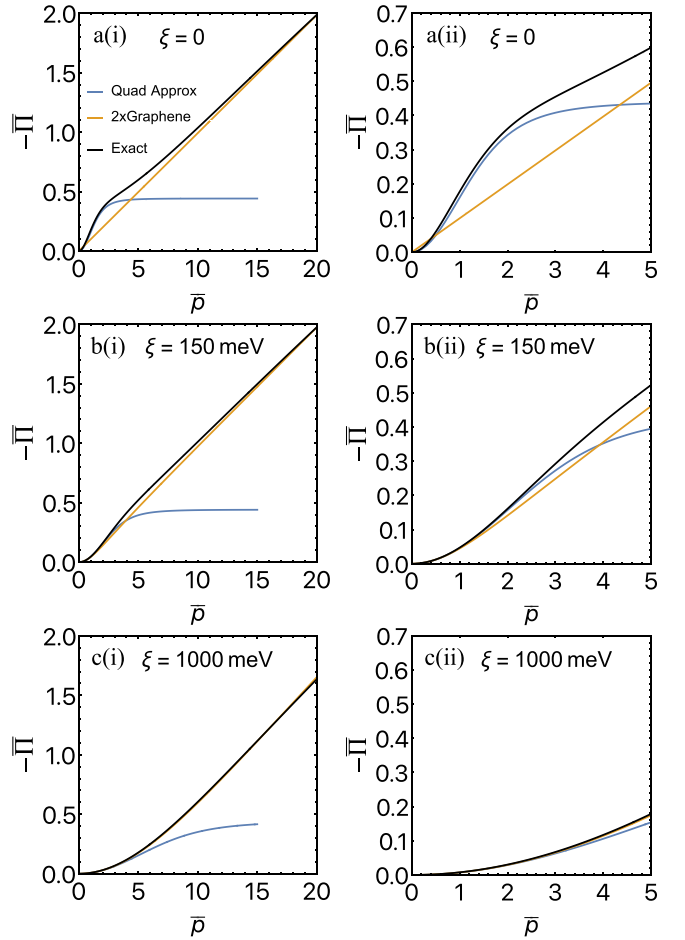 a(i) ξ = 0
Quad Approx
2xGraphene
Exact
−Π̅
2.0
1.5
1.0
0.5
0.0
0 5 10 15 20
p̅
a(ii) ξ = 0
−Π̅
0.7
0.6
0.5
0.4
0.3
0.2
0.1
0.0
0 1 2 3 4 5
p̅
b(i) ξ = 150 meV
−Π̅
2.0
1.5
1.0
0.5
0.0
0 5 10 15 20
p̅
b(ii) ξ = 150 meV
−Π̅
0.7
0.6
0.5
0.4
0.3
0.2
0.1
0.0
0 1 2 3 4 5
p̅
c(i) ξ = 1000 meV
−Π̅
2.0
1.5
1.0
0.5
0.0
0 5 10 15 20
p̅
c(ii) ξ = 1000 meV
−Π̅
0.7
0.6
0.5
0.4
0.3
0.2
0.1
0.0
0 1 2 3 4 5
p̅